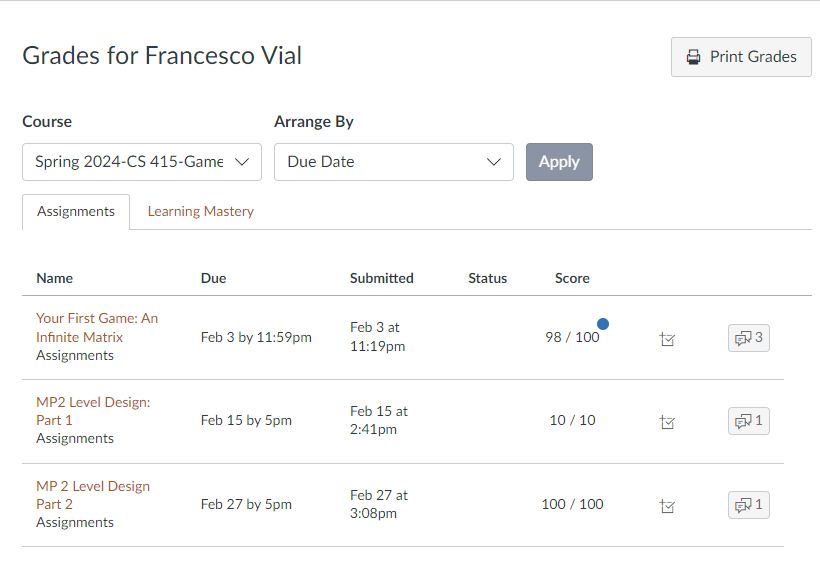 Grades for Francesco Vial
Print Grades
Course
Arrange By
Spring 2024-CS 415-Game
Due Date
Apply
Assignments
Learning Mastery
Name
Due
Submitted
Status
Score
Your First Game: An
Infinite Matrix
Assignments
Feb 3 by 11:59pm
Feb 3 at
11:19pm
98 / 100
3
MP2 Level Design:
Part 1
Assignments
Feb 15 by 5pm
Feb 15 at
2:41pm
10 / 10
1
MP 2 Level Design
Part 2
Assignments
Feb 27 by 5pm
Feb 27 at
3:08pm
100 / 100
1